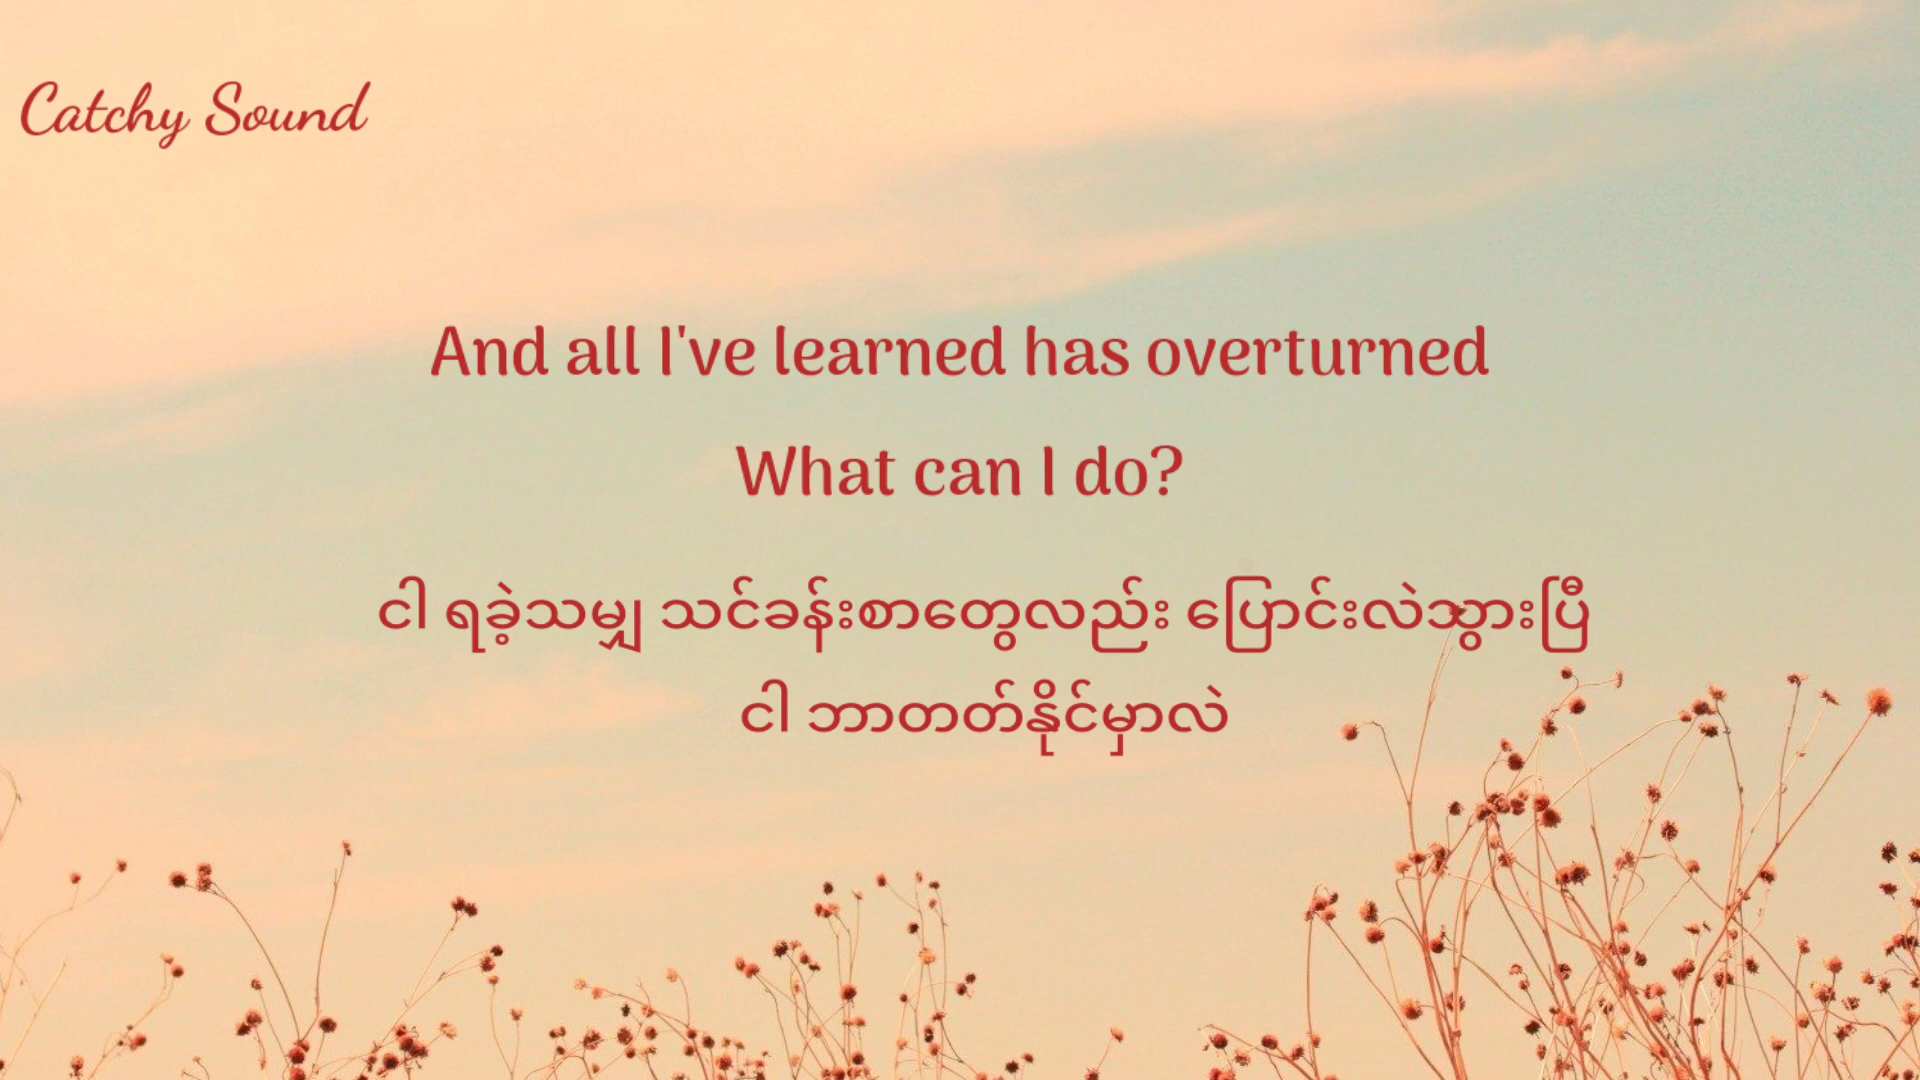 Catchy Sound
And all I've learned has overturned
What can I do?
ငါ ရခဲ့သမျှ သင်ခန်းစာတွေလည်း ပြောင်းလဲသွားပြီ
ငါ ဘာတတ်နိုင်မှာလဲ